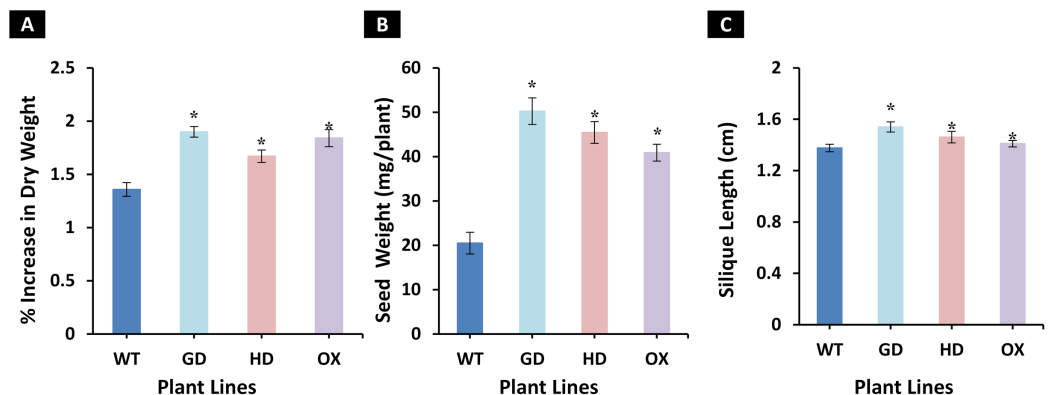 A
% Increase in Dry Weight
2.5
2
1.5
1
0.5
0
*
*
*
WT GD HD OX
Plant Lines
B
Seed Weight (mg/plant)
60
50
40
30
20
10
0
*
*
*
WT GD HD OX
Plant Lines
C
Silique Length (cm)
2
1.6
1.2
0.8
0.4
0
*
*
*
WT GD HD OX
Plant Lines